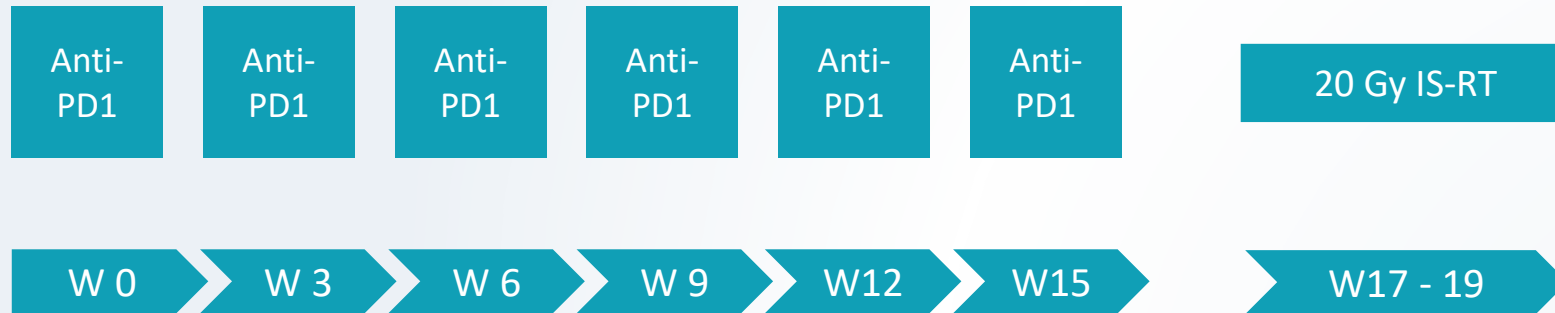 Anti-
PD1
Anti-
PD1
Anti-
PD1
Anti-
PD1
Anti-
PD1
Anti-
PD1
20 Gy IS-RT
W 0
W 3
W 6
W 9
W12
W15
W17 - 19